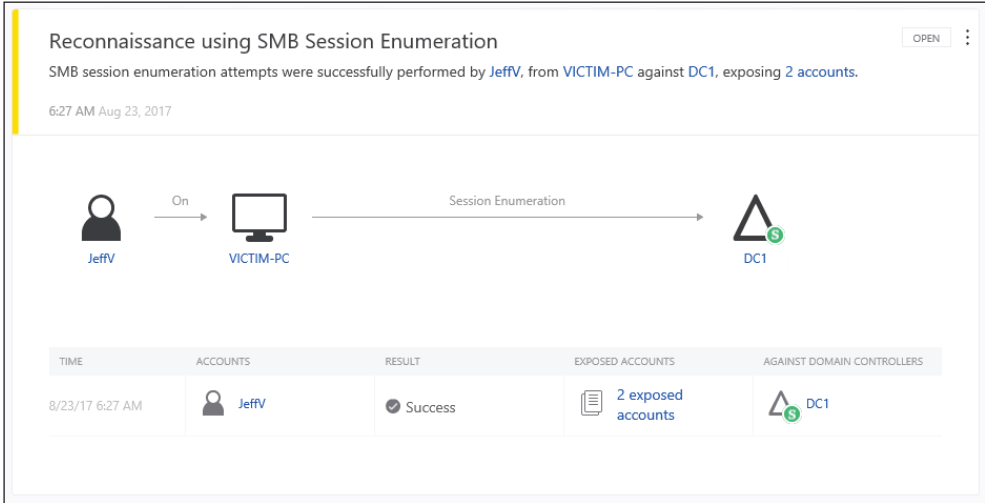 Reconnaissance using SMB Session Enumeration
OPEN
SMB session enumeration attempts were successfully performed by JeffV, from VICTIM-PC against DC1, exposing 2 accounts.
6:27 AM Aug 23, 2017
On
Session Enumeration
S
JeffV
VICTIM-PC
DC1
TIME ACCOUNTS RESULT EXPOSED ACCOUNTS AGAINST DOMAIN CONTROLLERS
8/23/17 6:27 AM JeffV Success 2 exposed accounts S DC1